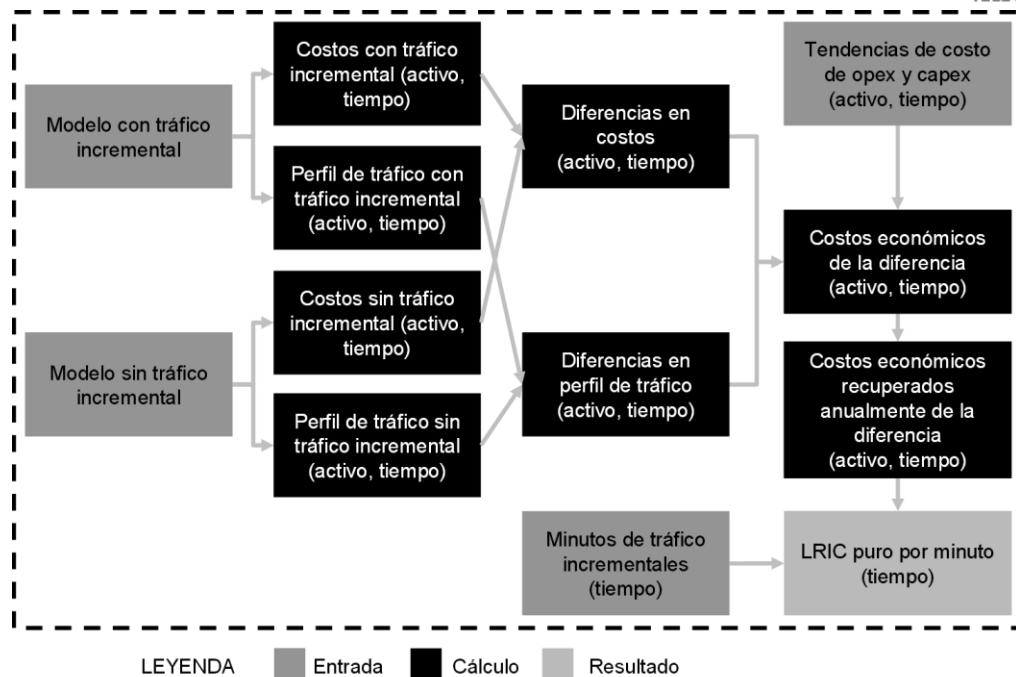 Modelo con tráfico
incremental
Modelo sin tráfico
incremental
Costos con tráfico
incremental (activo,
tiempo)
Perfil de tráfico con
tráfico incremental
(activo, tiempo)
Costos sin tráfico
incremental (activo,
tiempo)
Perfil de tráfico sin
tráfico incremental
(activo, tiempo)
Diferencias en
costos
(activo, tiempo)
Diferencias en
perfil de tráfico
(activo, tiempo)
Minutos de tráfico
incrementales
(tiempo)
Tendencias de costo
de opex y capex
(activo, tiempo)
Costos económicos
de la diferencia
(activo, tiempo)
Costos económicos
recuperados
anualmente de la
diferencia
(activo, tiempo)
LRIC puro por minuto
(tiempo)
LEYENDA Entrada Cálculo Resultado